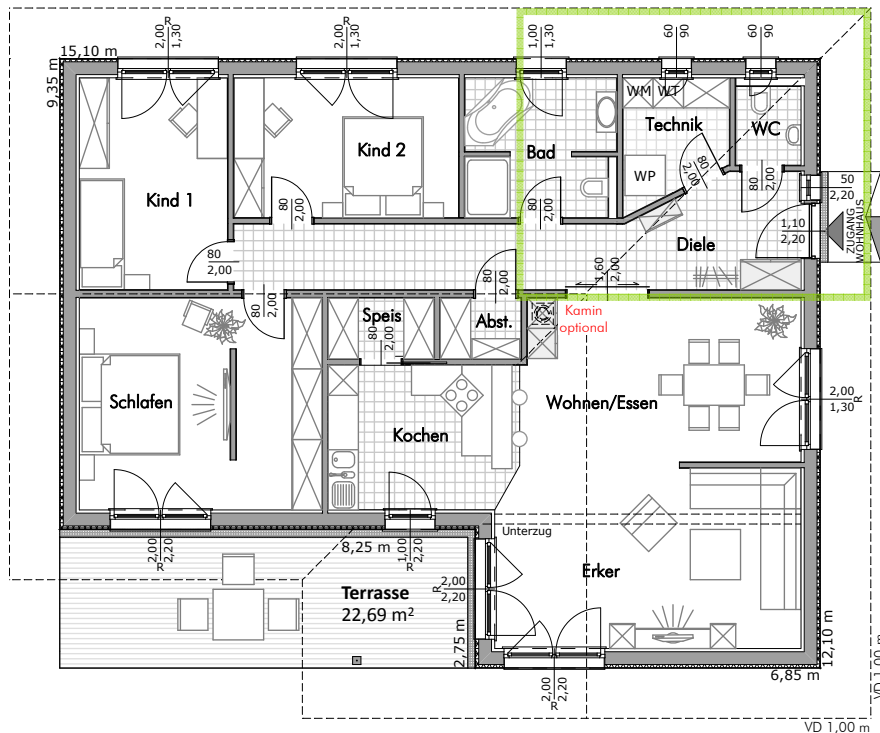 R
2,00
1,30
R
2,00
1,30
1,00
1,30
60
90
60
90
15,10 m
9,35 m
WM
WT
Technik
WC
Bad
Kind 2
Kind 1
WP
80
2,00
80
2,00
80
2,00
80
2,00
80
2,00
50
2,20
1,10
2,20
ZUGANG
WOHNHAUS
Diele
80
2,00
80
2,00
1,60
2,00
Speis
80
2,00
Abst.
Kamin
optional
Schlafen
Wohnen/Essen
Kochen
2,00
1,30
R
Unterzug
2,00
2,20
R
8,25 m
1,00
2,20
R
Erker
R
2,00
2,20
Terrasse
22,69 m²
2,75 m
2,00
2,20
R
12,10 m
6,85 m
VD 1,00 m
VD 1,00 m